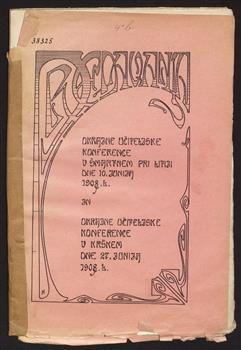 38325
PREDAVANJA
OKRAJNE UČITELJSKE
KONFERENCE
V ŠMARTNEM PRI LITIJI
DNE 10. JUNIJA
1908. L.
IN
OKRAJNE UČITELJSKE
KONFERENCE
V KRŠKEM
DNE 27. JUNIJA
1908. L.